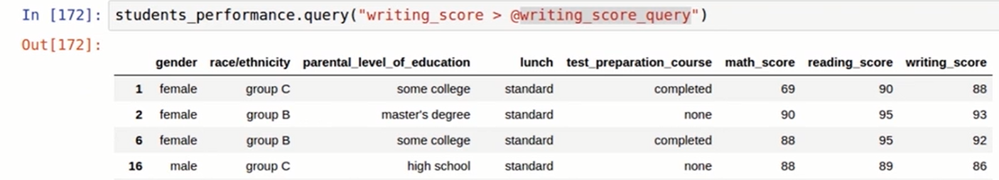 In [172]: students_performance.query("writing_score > @writing_score_query")
Out[172]:
gender race/ethnicity parental_level_of_education lunch test_preparation_course math_score reading_score writing_score
1 female group C some college standard completed 69 90 88
2 female group B master's degree standard none 90 95 93
6 female group B some college standard completed 88 95 92
16 male group C high school standard none 88 89 86